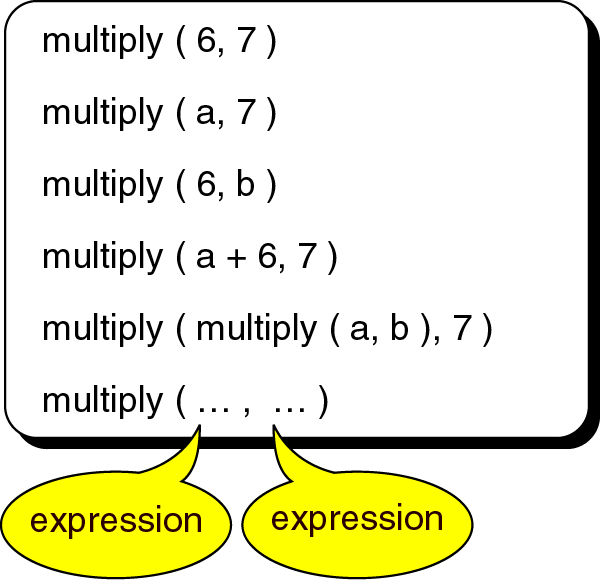 multiply ( 6, 7 )
multiply ( a, 7 )
multiply ( 6, b )
multiply ( a + 6, 7 )
multiply ( multiply ( a, b ), 7 )
multiply ( … , … )
expression expression